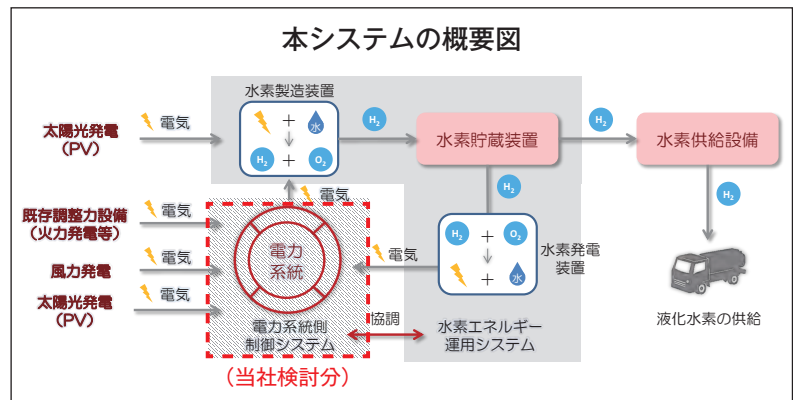 本システムの概要図
水素製造装置
太陽光発電
(PV)
電気
水
H₂ + O₂
H₂
水素貯蔵装置
H₂
水素供給設備
H₂
H₂
電気
既存調整力設備
(火力発電等)
電気
風力発電
電気
太陽光発電
(PV)
電気
電力
系統
電気
H₂ + O₂
水
水素発電
装置
電力系統側
制御システム
協調
水素エネルギー
運用システム
液化水素の供給
(当社検討分)